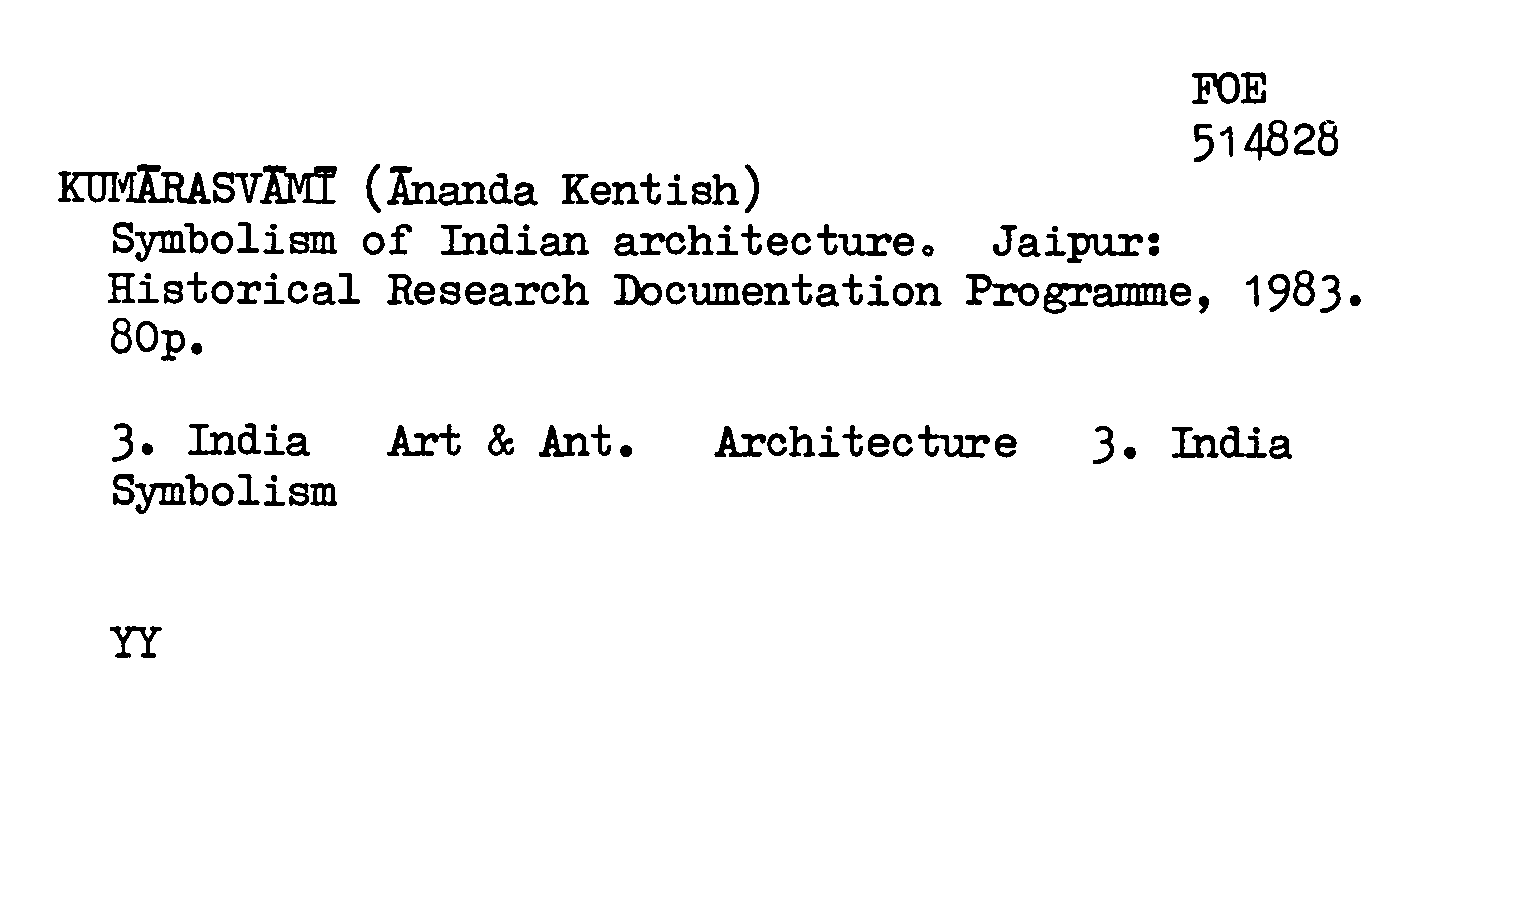 FOE
514828
KUMĀRASVĀMĪ (Ānanda Kentish)
Symbolism of Indian architecture. Jaipur:
Historical Research Documentation Programme, 1983.
80p.
3. India Art & Ant. Architecture 3. India
Symbolism
YY